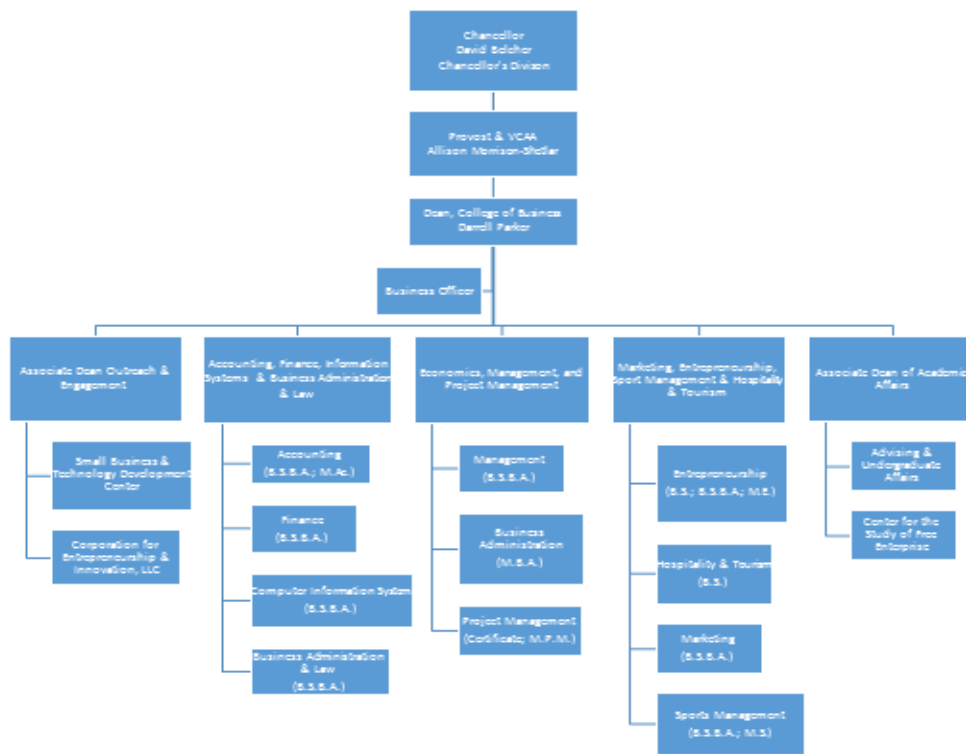 Chancellor
David Belcher
Chancellor's Divison
Provost & VCAA
Allison Morrison-Shetlar
Dean, College of Business
Darrell Parker
Business Officer
Associate Dean Outreach &
Engagement
Small Business &
Technology Development
Center
Corporation for
Entrepreneurship &
Innovation, LLC
Accounting, Finance, Information
Systems & Business Administration
& Law
Accounting
(B.S.B.A.; M.Ac.)
Finance
(B.S.B.A.)
Computer Information System
(B.S.B.A.)
Business Administration
& Law
(B.S.B.A.)
Economics, Management, and
Project Management
Management
(B.S.B.A.)
Business
Administration
(M.B.A.)
Project Management
(Certificate; M.P.M.)
Marketing, Entrepreneurship,
Sport Management & Hospitality
& Tourism
Entrepreneurship
(B.S.; B.S.B.A; M.E.)
Hospitality & Tourism
(B.S.)
Marketing
(B.S.B.A.)
Sports Management
(B.S.B.A.; M.S.)
Associate Dean of Academic
Affairs
Advising &
Undergraduate
Affairs
Center for the
Study of Free
Enterprise